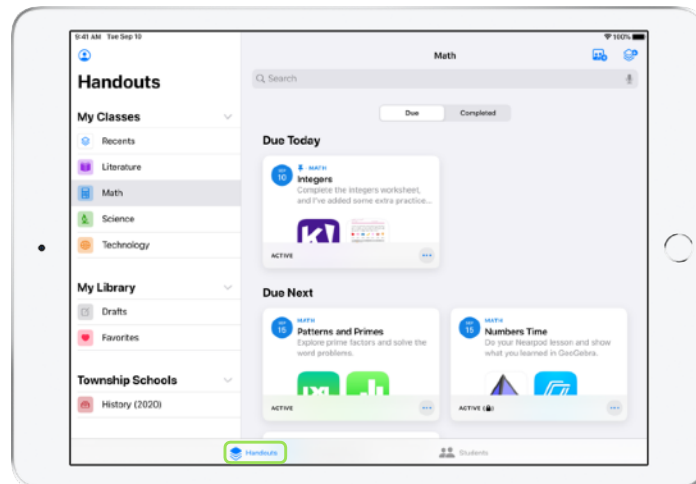 9:41 AM Tue Sep 10
100%
Handouts
My Classes
Recents
Literature
Math
Science
Technology
My Library
Drafts
Favorites
Township Schools
History (2020)
Math
Search
Due
Completed
Due Today
SEP
10
MATH
Integers
Complete the integers worksheet,
and I've added some extra practice...
K!
ACTIVE
Due Next
SEP
15
MATH
Patterns and Primes
Explore prime factors and solve the
word problems.
IXL
ACTIVE
SEP
15
MATH
Numbers Time
Do your Nearpod lesson and show
what you learned in GeoGebra.
ACTIVE ( )
Handouts
Students